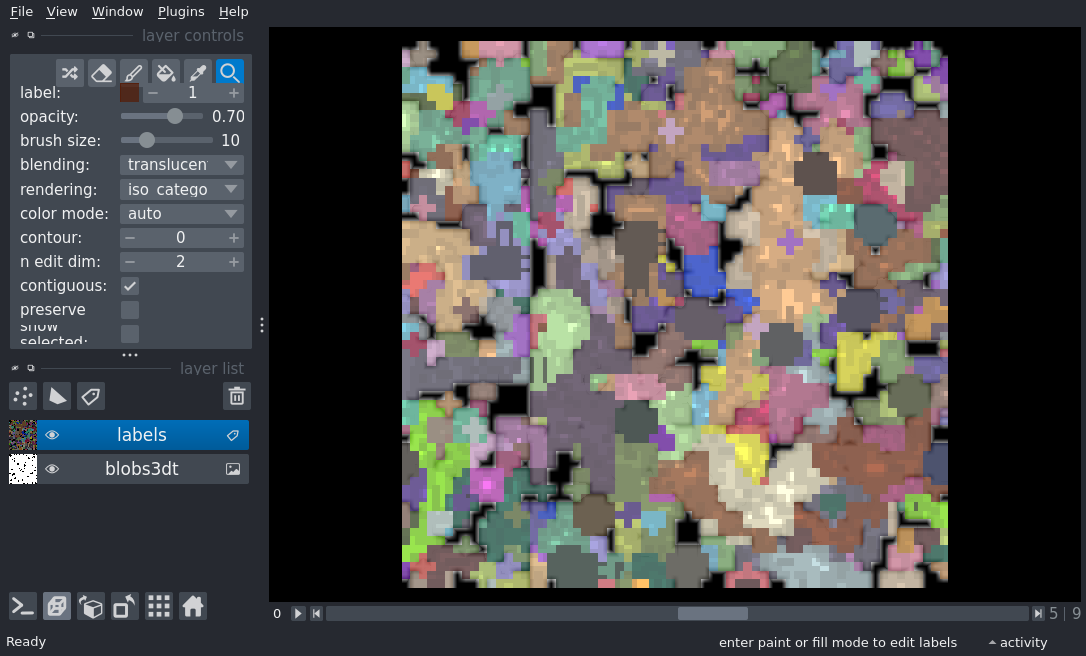 File View Window Plugins Help
layer controls
label: 1
opacity: 0.70
brush size: 10
blending: translucen
rendering: iso_catego
color mode: auto
contour: 0
n edit dim: 2
contiguous:
preserve
show
selected:
layer list
labels
blobs3dt
0 5 | 9
Ready enter paint or fill mode to edit labels activity